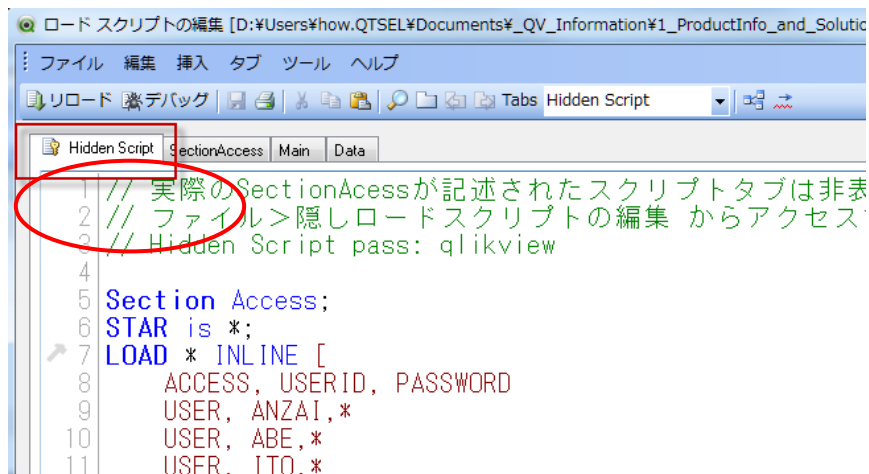 ロード スクリプトの編集 [D:¥Users¥how.QTSEL¥Documents¥_QV_Information¥1_ProductInfo_and_Solutio
ファイル 編集 挿入 タブ ツール ヘルプ
リロード デバッグ Tabs Hidden Script
Hidden Script SectionAccess Main Data
1 // 実際のSectionAcessが記述されたスクリプトタブは非表
2 // ファイル＞隠しロードスクリプトの編集 からアクセス
3 // Hidden Script pass: qlikview
4
5 Section Access;
6 STAR is *;
7 LOAD * INLINE [
8 ACCESS, USERID, PASSWORD
9 USER, ANZAI,*
10 USER, ABE,*
11 USER, ITO,*